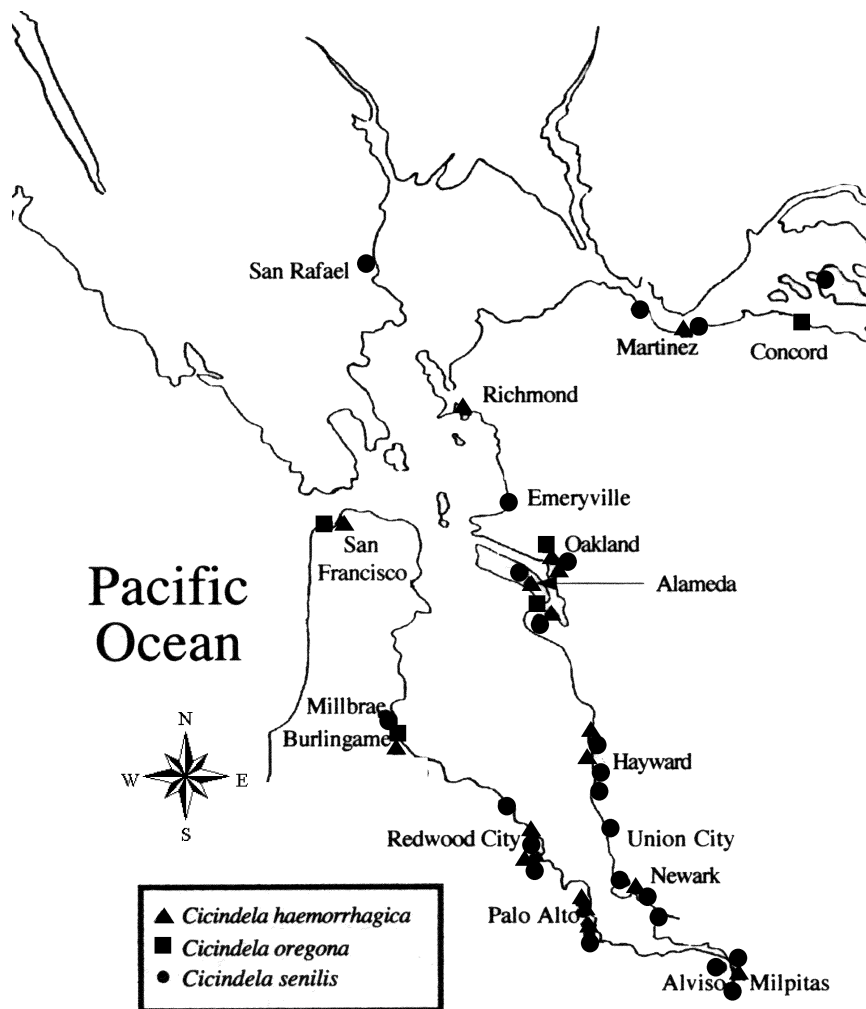 San Rafael
Martinez
Concord
Richmond
Emeryville
Oakland
San
Francisco
Alameda
Pacific
Ocean
Millbrae
Burlingame
N
W
E
S
Hayward
Redwood City
Union City
Newark
Palo Alto
Alviso
Milpitas
Cicindela haemorrhagica
Cicindela oregona
Cicindela senilis